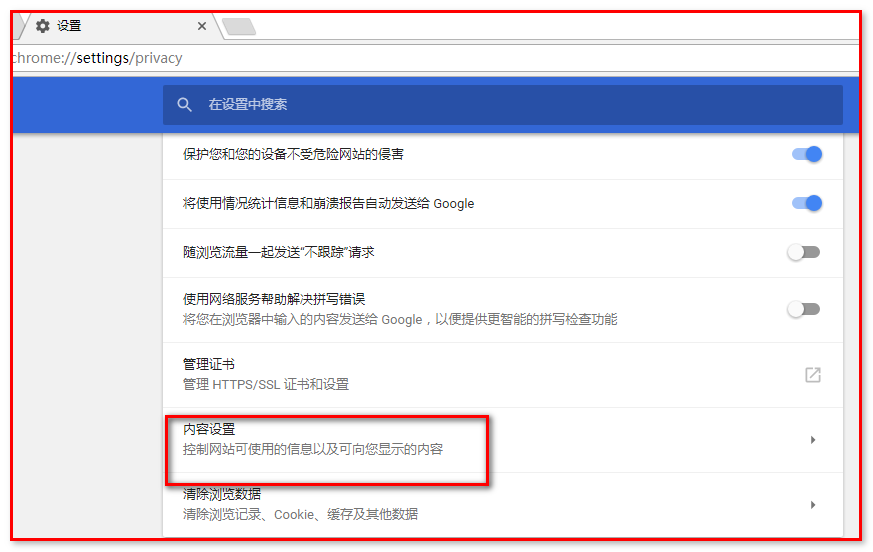 设置
chrome://settings/privacy
在设置中搜索
保护您和您的设备不受危险网站的侵害
将使用情况统计信息和崩溃报告自动发送给 Google
随浏览流量一起发送“不跟踪”请求
使用网络服务帮助解决拼写错误
将您在浏览器中输入的内容发送给 Google，以便提供更智能的拼写检查功能
管理证书
管理 HTTPS/SSL 证书和设置
内容设置
控制网站可使用的信息以及可向您显示的内容
清除浏览数据
清除浏览记录、Cookie、缓存及其他数据